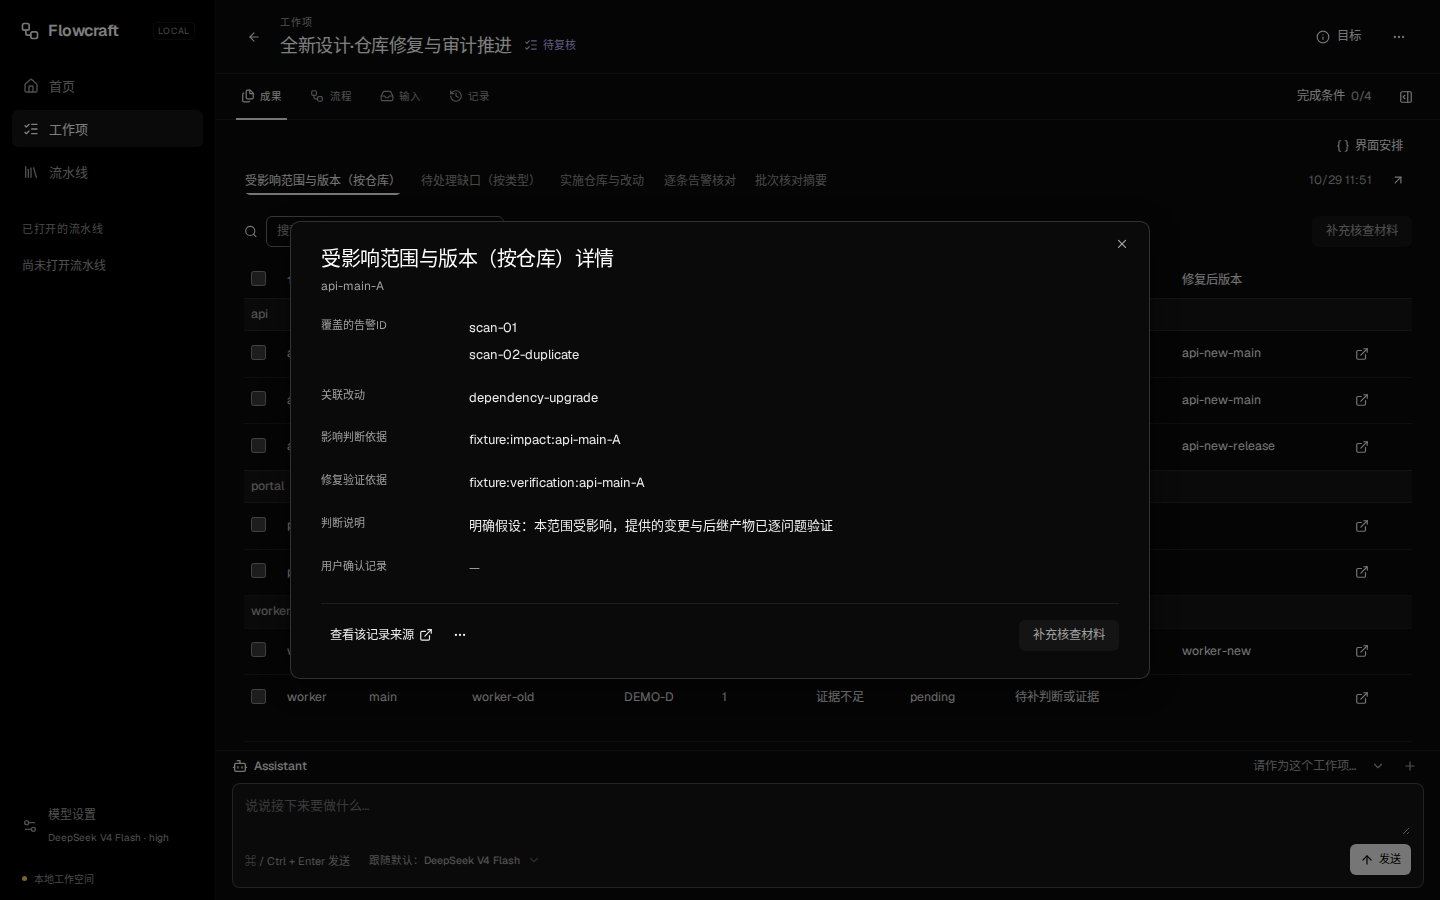 Flowcraft
LOCAL
首页
工作项
流水线
已打开的流水线
尚未打开流水线
模型设置
DeepSeek V4 Flash · high
本地工作空间
工作项
全新设计·仓库修复与审计推进
待复核
目标
成果
流程
输入
记录
完成条件 0/4
{ } 界面安排
受影响范围与版本（按仓库）
待处理缺口（按类型）
实施仓库与改动
逐条告警核对
批次核对摘要
10/29 11:51
补充核查材料
修复后版本
api
api-new-main
api-new-main
api-new-release
portal
worker
worker-new
worker main worker-old DEMO-D 1 证据不足 pending 待补判断或证据
受影响范围与版本（按仓库）详情
api-main-A
覆盖的告警ID
scan-01
scan-02-duplicate
关联改动
dependency-upgrade
影响判断依据
fixture:impact:api-main-A
修复验证依据
fixture:verification:api-main-A
判断说明
明确假设：本范围受影响，提供的变更与后继产物已逐问题验证
用户确认记录
—
查看该记录来源
补充核查材料
Assistant
请作为这个工作项...
说说接下来要做什么...
⌘ / Ctrl + Enter 发送
跟随默认：DeepSeek V4 Flash
发送